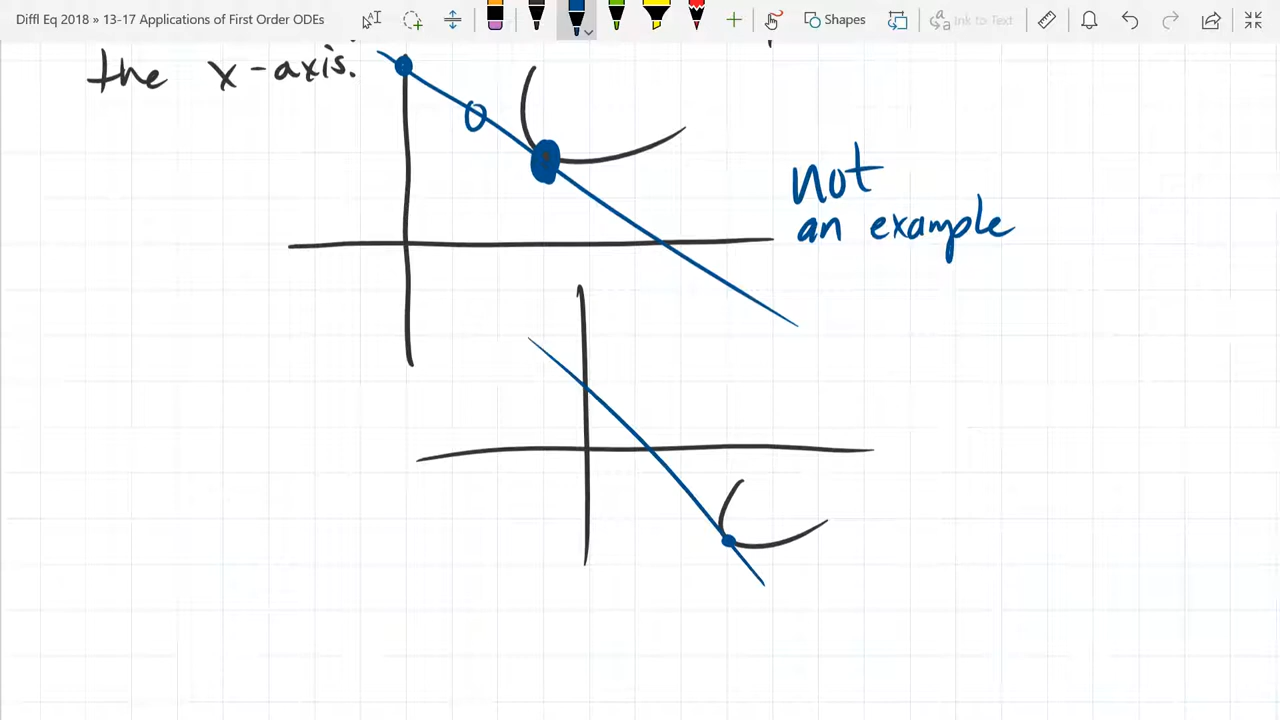 Diffl Eq 2018 » 13-17 Applications of First Order ODEs
Shapes
Ink to Text
the x-axis.
not
an example